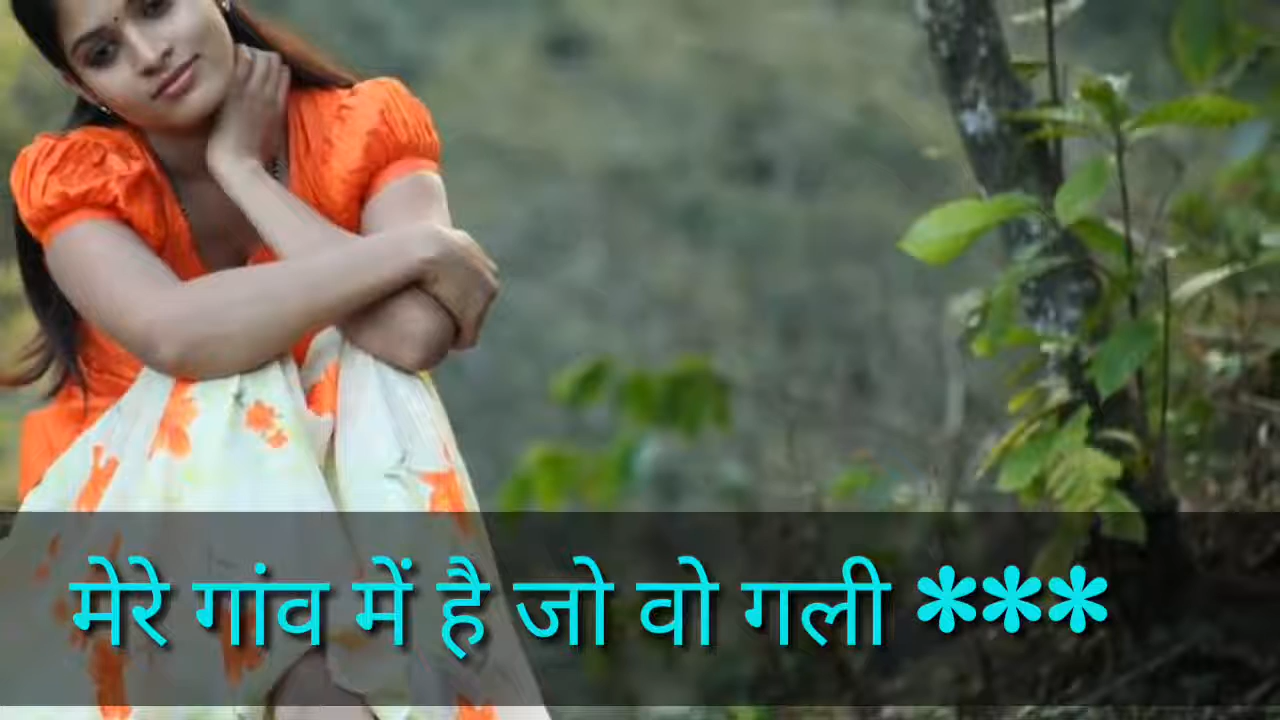 मेरे गांव में है जो वो गली ***